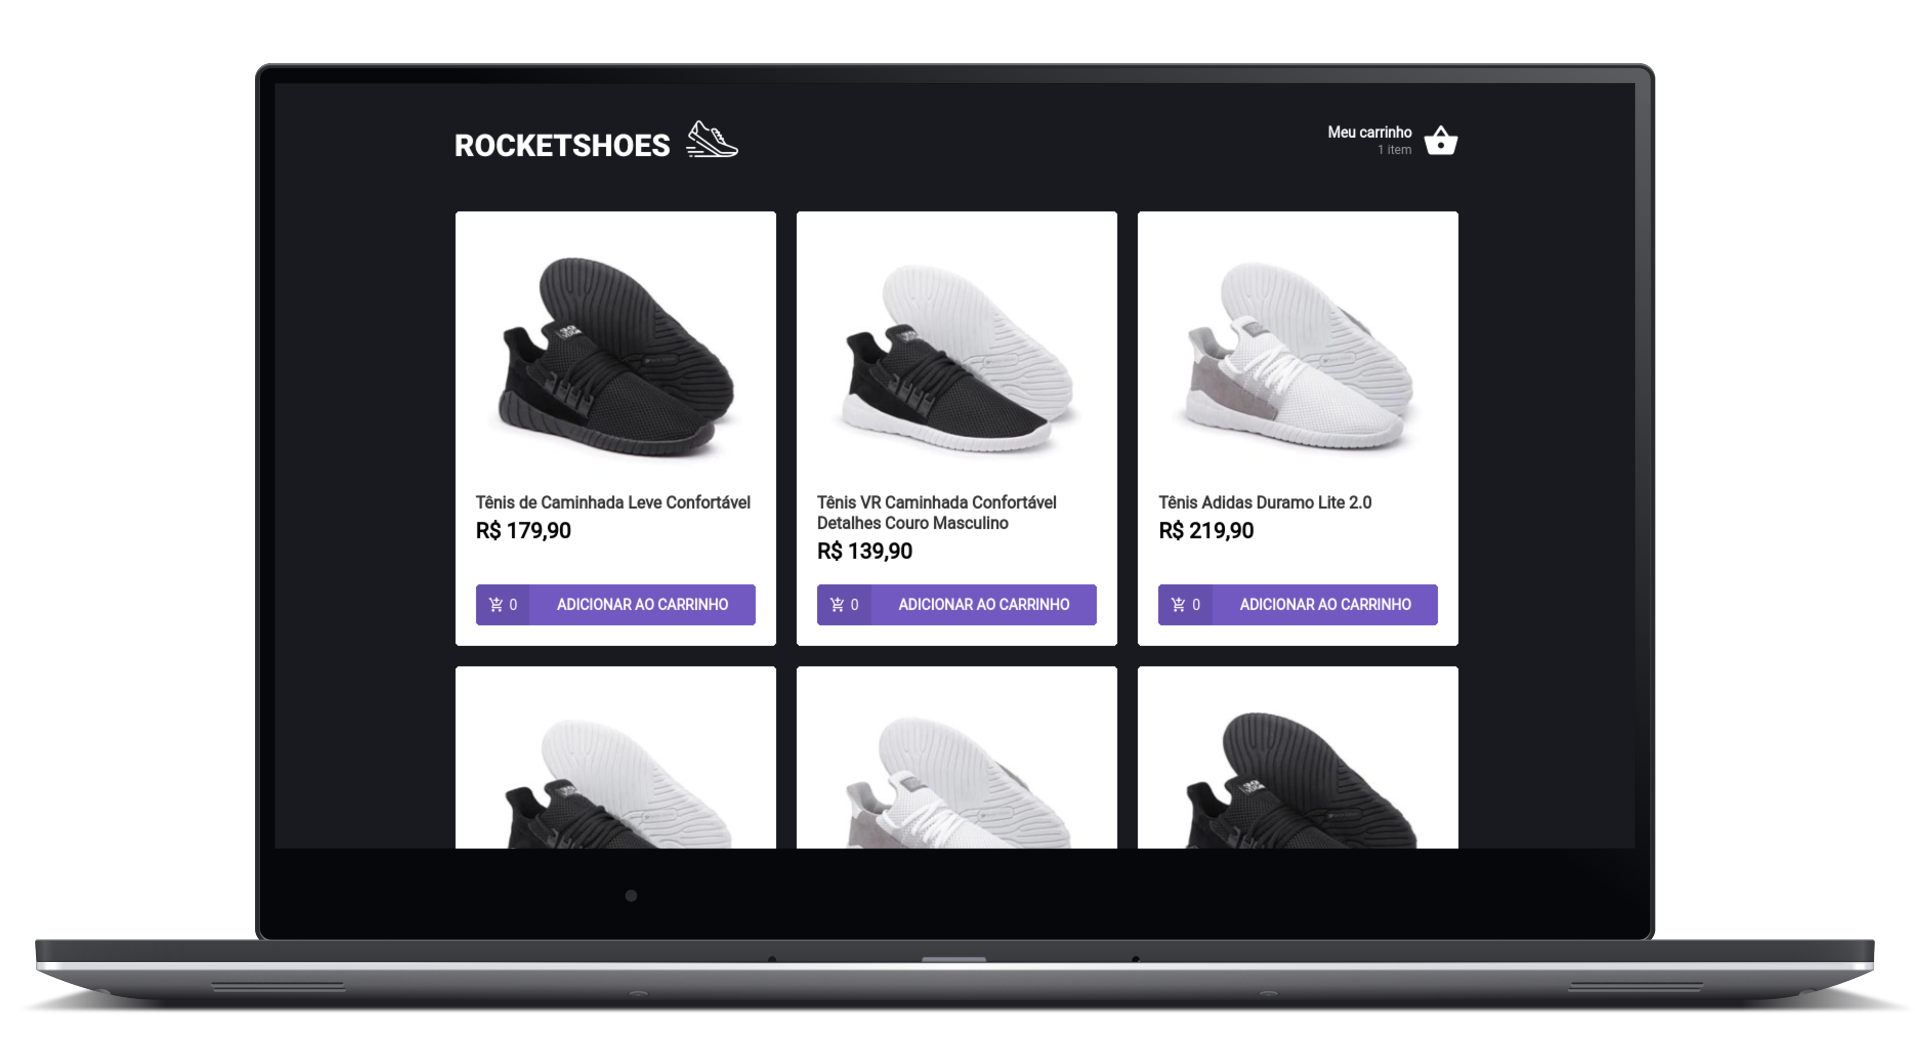 ROCKETSHOES
Meu carrinho
1 item
Tênis de Caminhada Leve Confortável
R$ 179,90
0 ADICIONAR AO CARRINHO
Tênis VR Caminhada Confortável
Detalhes Couro Masculino
R$ 139,90
0 ADICIONAR AO CARRINHO
Tênis Adidas Duramo Lite 2.0
R$ 219,90
0 ADICIONAR AO CARRINHO